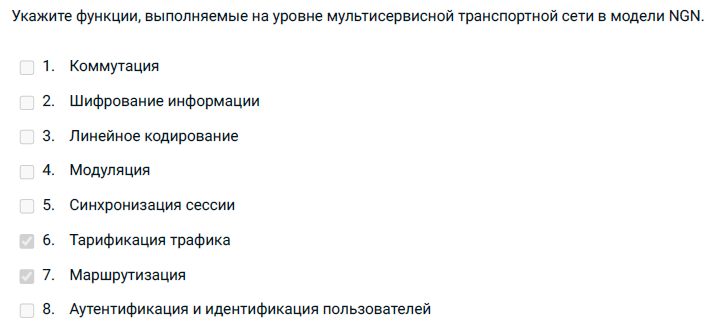 Укажите функции, выполняемые на уровне мультисервисной транспортной сети в модели NGN.
1. Коммутация
2. Шифрование информации
3. Линейное кодирование
4. Модуляция
5. Синхронизация сессии
6. Тарификация трафика
7. Маршрутизация
8. Аутентификация и идентификация пользователей